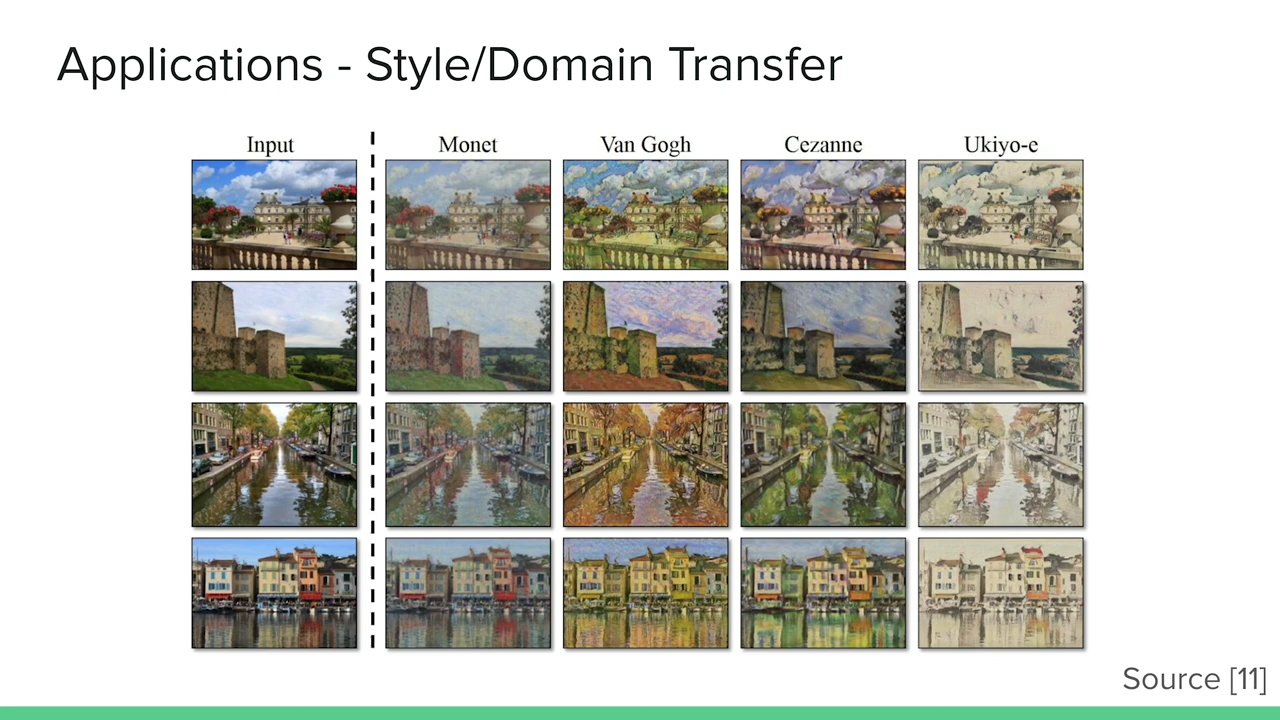 Applications - Style/Domain Transfer
Input Monet Van Gogh Cezanne Ukiyo-e
Source [11]